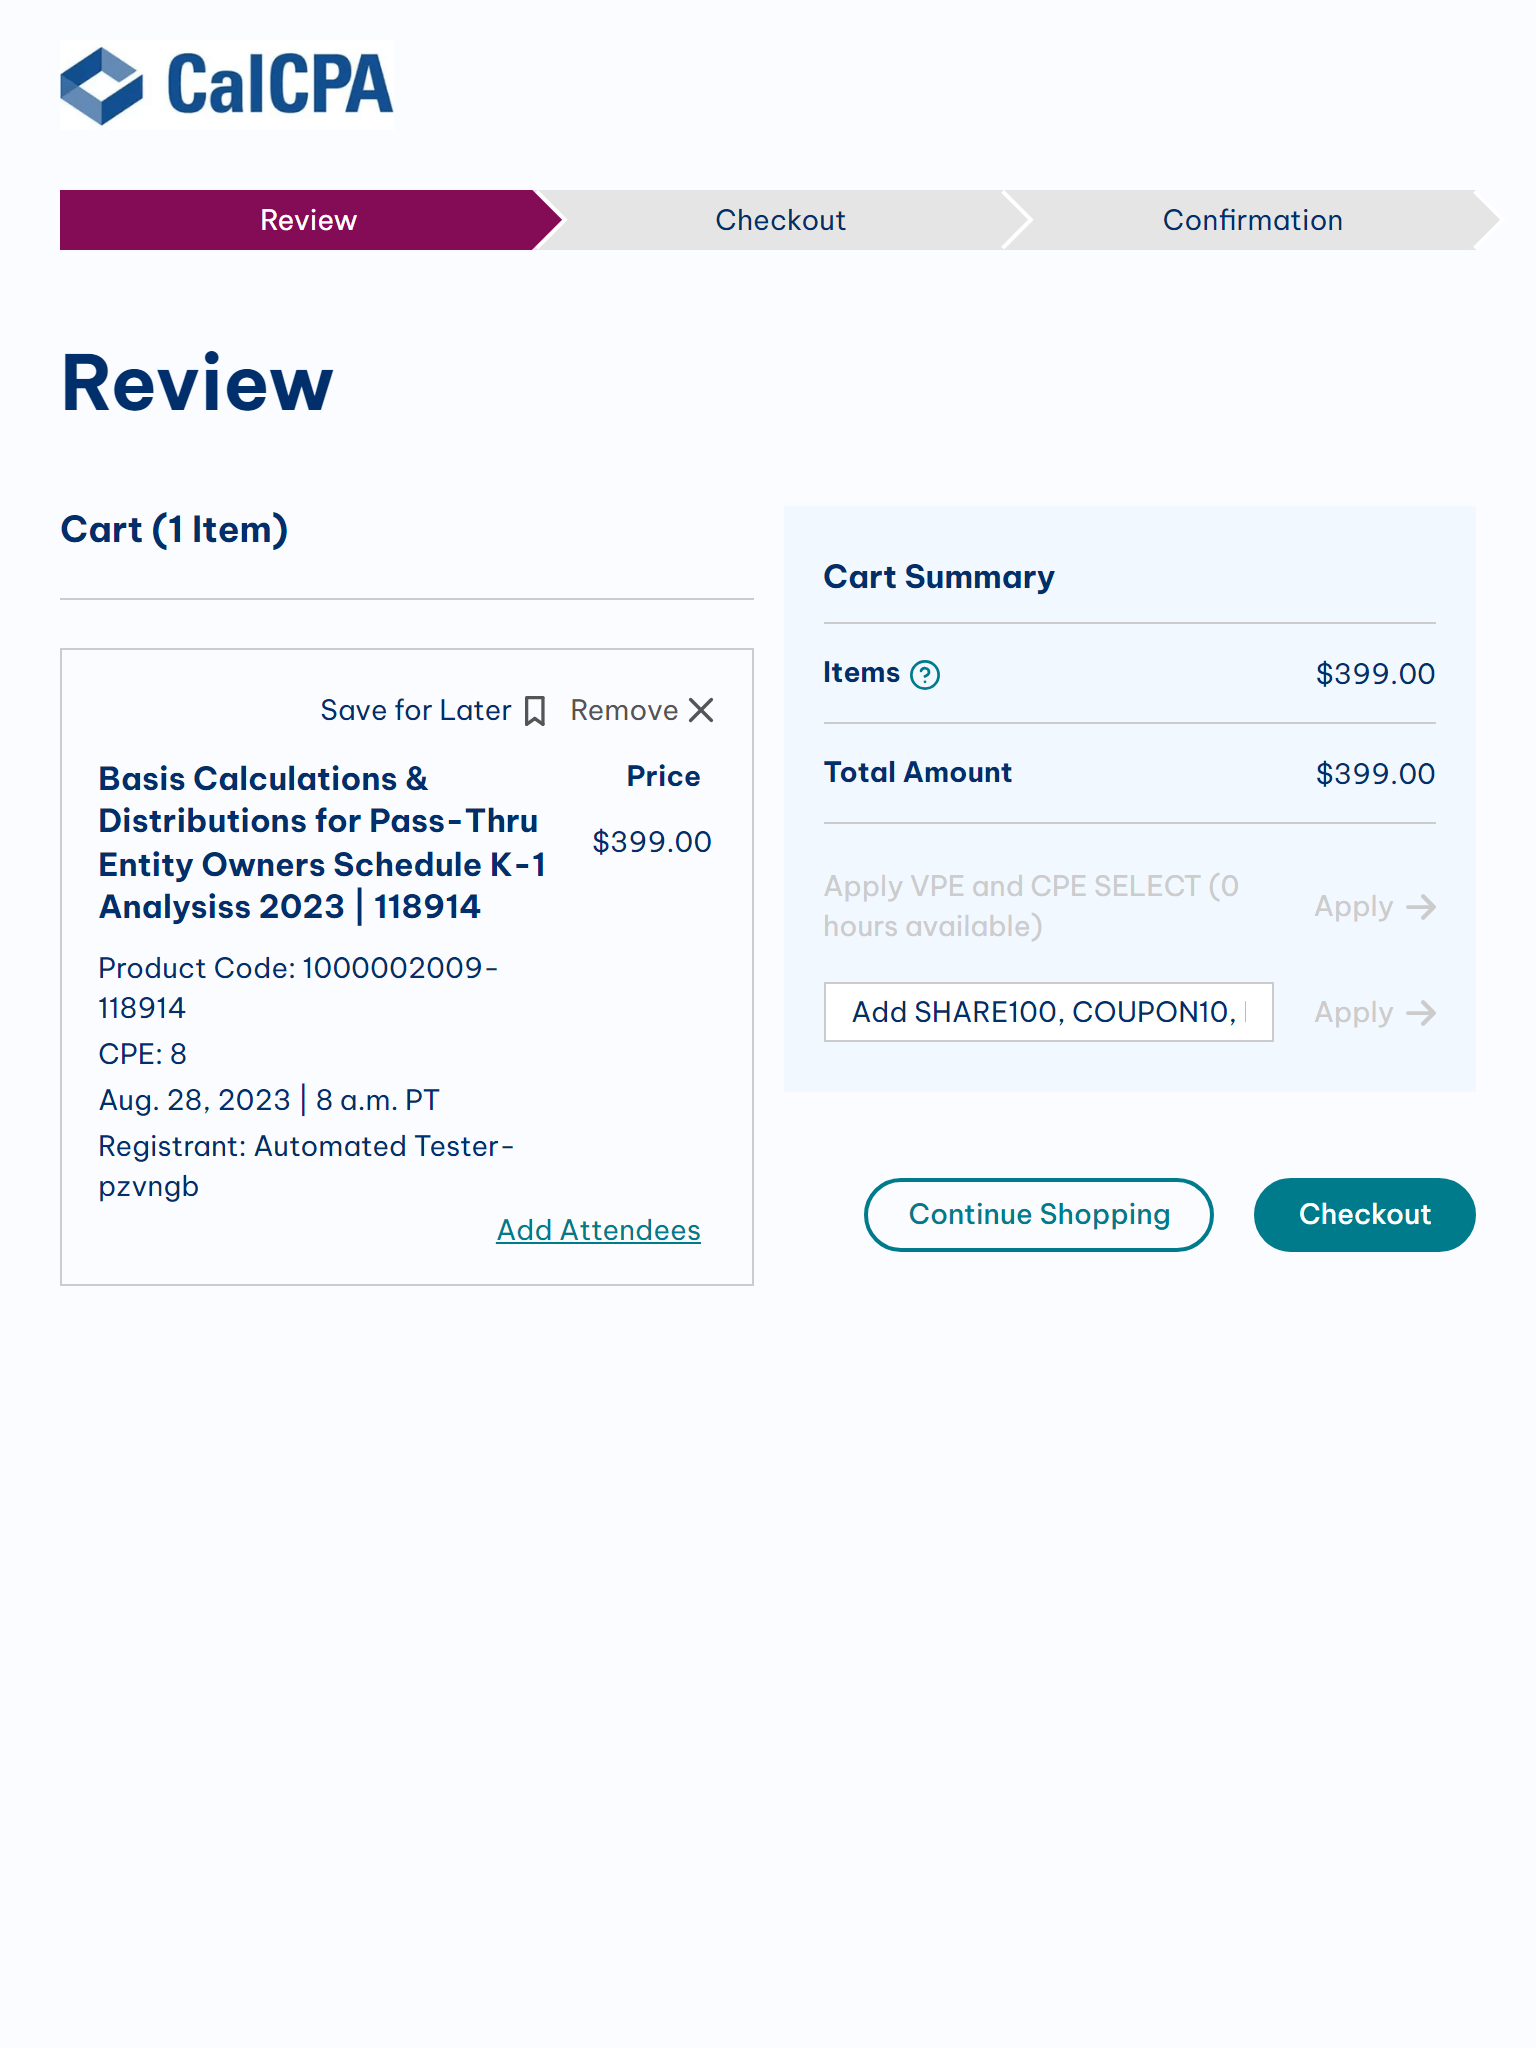 CalCPA
Review
Checkout
Confirmation
Review
Cart (1 Item)
Save for Later
Remove
Basis Calculations &
Distributions for Pass-Thru
Entity Owners Schedule K-1
Analysiss 2023 | 118914
Price
$399.00
Product Code: 1000002009-
118914
CPE: 8
Aug. 28, 2023 | 8 a.m. PT
Registrant: Automated Tester-
pzvngb
Add Attendees
Cart Summary
Items ?
$399.00
Total Amount
$399.00
Apply VPE and CPE SELECT (0
hours available)
Apply
Add SHARE100, COUPON10,
Apply
Continue Shopping
Checkout